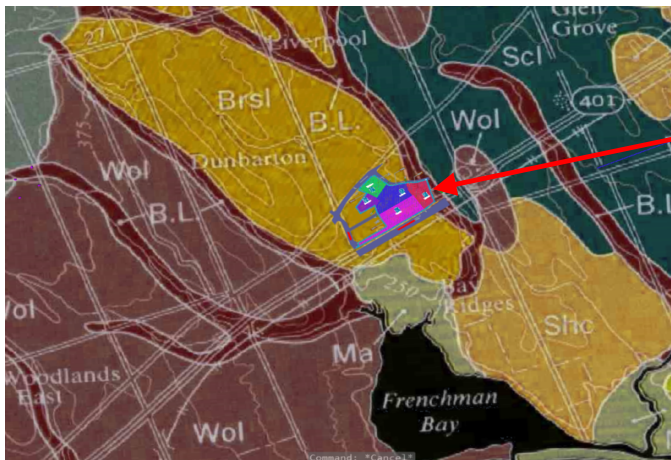 Glen
Grove
27
Liverpool
Scl
Brsl
401
B.L.
Wol
375
Dunbarton
Wol
B.L.
B.L
250
Bay
Ridges
Wol
Shc
Ma
Woodlands
East
Frenchman
Bay
Wol
Command: *Cancel*